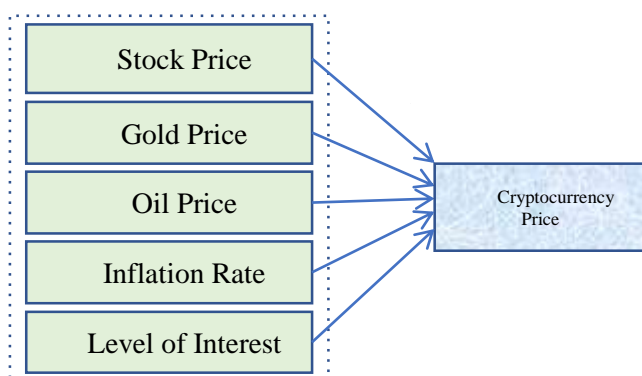 Stock Price
Gold Price
Oil Price
Inflation Rate
Level of Interest
Cryptocurrency
Price